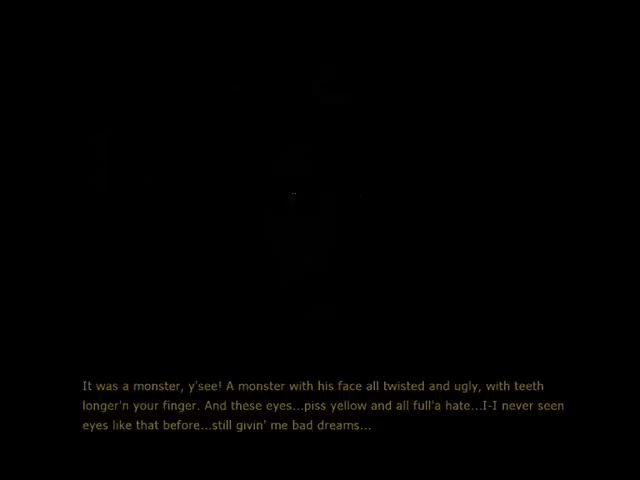 It was a monster, y'see! A monster with his face all twisted and ugly, with teeth
longer'n your finger. And these eyes...piss yellow and all full'a hate...I-I never seen
eyes like that before...still givin' me bad dreams...